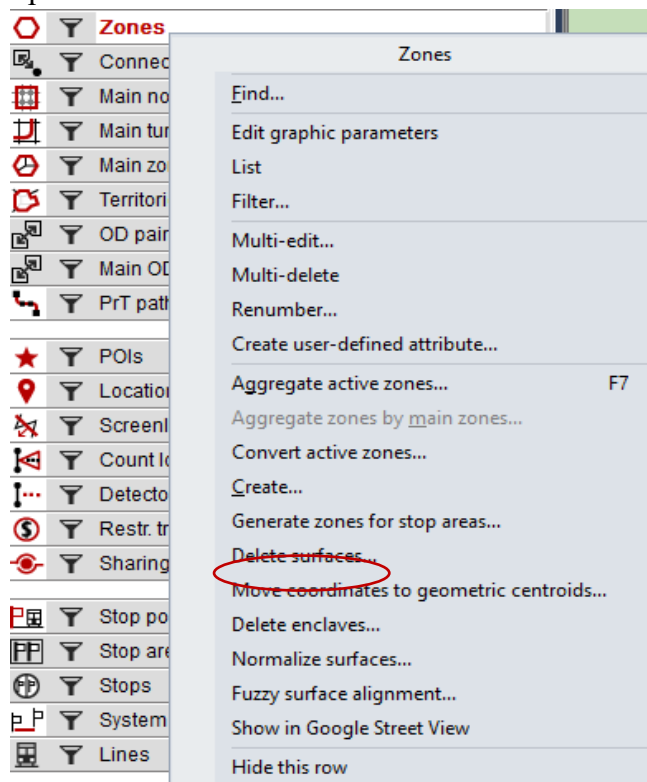 Zones
Connec
Main no
Main tur
Main zo
Territori
OD pair
Main OD
PrT path
POIs
Location
Screenl
Count lo
Detecto
Restr. tr
Sharing
Stop po
Stop are
Stops
System
Lines
Zones
Find...
Edit graphic parameters
List
Filter...
Multi-edit...
Multi-delete
Renumber...
Create user-defined attribute...
Aggregate active zones... F7
Aggregate zones by main zones...
Convert active zones...
Create...
Generate zones for stop areas...
Delete surfaces...
Move coordinates to geometric centroids...
Delete enclaves...
Normalize surfaces...
Fuzzy surface alignment...
Show in Google Street View
Hide this row